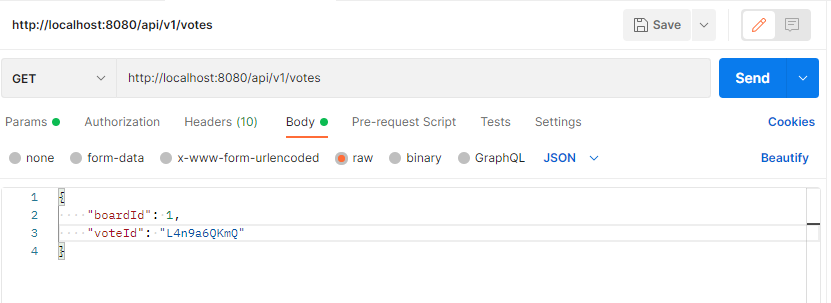 http://localhost:8080/api/v1/votes Save
GET http://localhost:8080/api/v1/votes Send
Params Authorization Headers (10) Body Pre-request Script Tests Settings Cookies
none form-data x-www-form-urlencoded raw binary GraphQL JSON Beautify
1 {
2 "boardId": 1,
3 "voteId": "L4n9a6QKmQ"
4 }